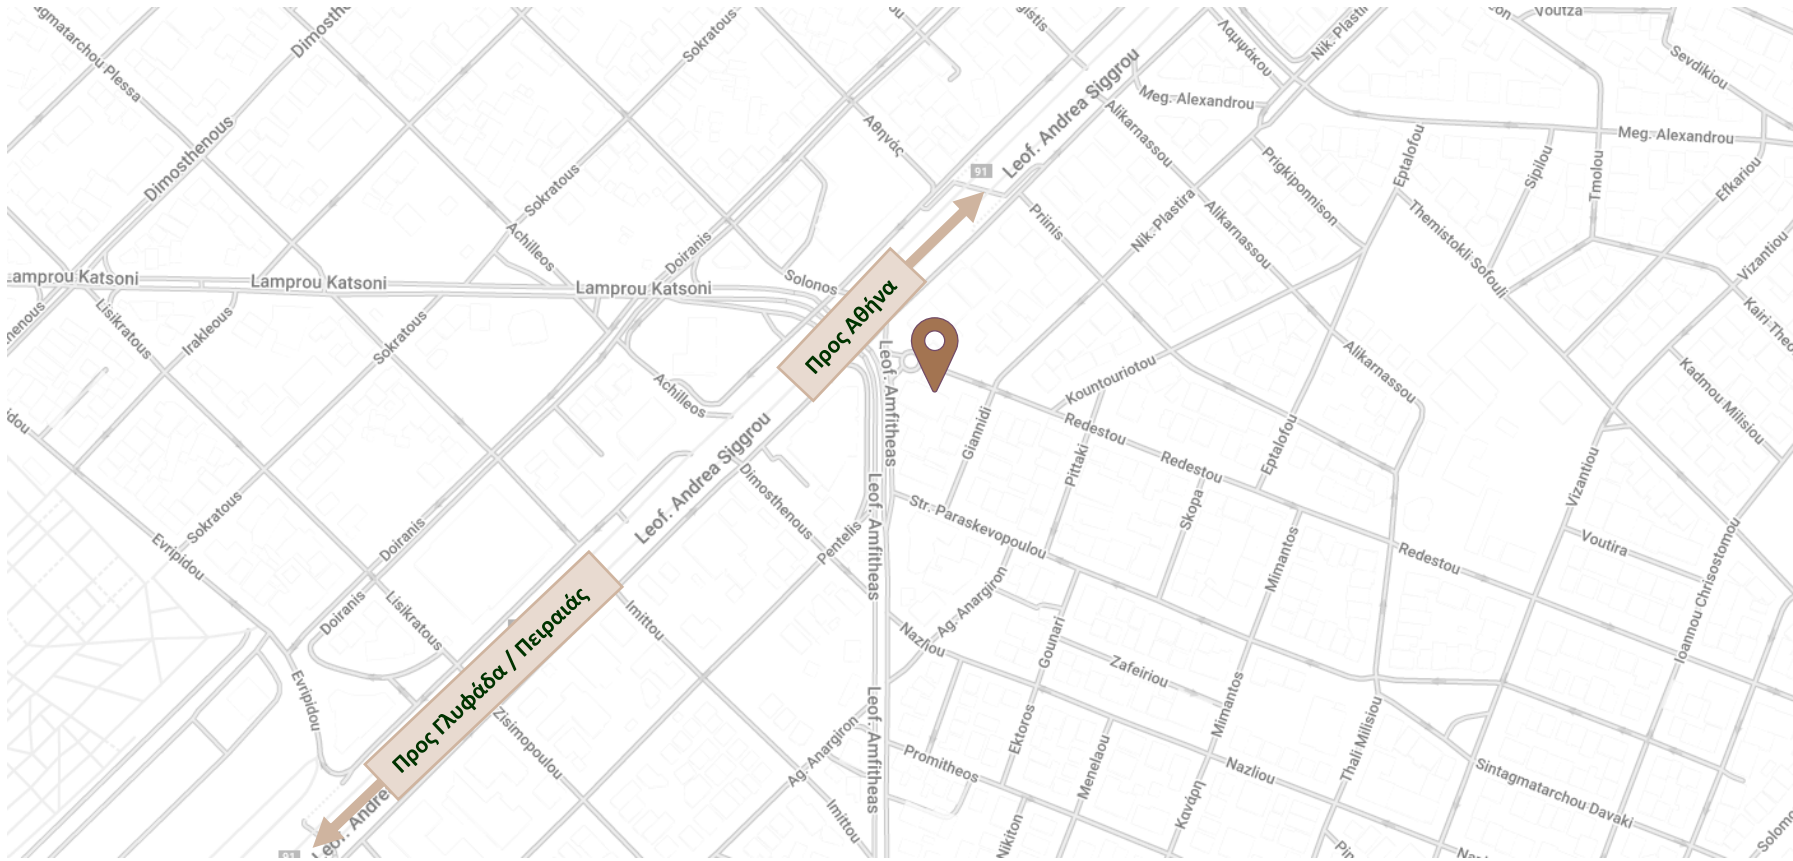 Dimosthenous
Sokratous
Voutza
Λαμψάκου
Nik. Plastira
Sevdikiou
Leof. Andrea Siggrou
Meg. Alexandrou
Alikarnassou
Meg. Alexandrou
Αθηνάς
Dimosthenous
91
Prigkiponnison
Eptalofou
Sipilou
Tmolou
Efkariou
Sokratous
Achilleos
Priinis
Nik. Plastira
Alikarnassou
Themistokli Sofouli
Vizantiou
Doiranis
Lamprou Katsoni
Lamprou Katsoni
Solonos
Προς Αθήνα
Lisikratous
Irakleous
Sokratous
Achilleos
Leof. Amfitheas
Kountouriotou
Alikarnassou
Kadmou Milisiou
Giannidi
Redestou
Pittaki
Redestou
Eptalofou
Vizantiou
Leof. Andrea Siggrou
Dimosthenous
Pentelis
Leof. Amfitheas
Str. Paraskevopoulou
Skopa
Mimantos
Redestou
Voutira
Ioannou Chrisostomou
Sokratous
Evripidou
Doiranis
Doiranis
Lisikratous
Imittou
Προς Γλυφάδα / Πειραιάς
Nazliou
Ag. Anargiron
Gounari
Zafeiriou
Evripidou
Zisimopoulou
Ag. Anargiron
Leof. Amfitheas
Promitheos
Ektoros
Menelaou
Mimantos
Κανάρη
Nazliou
Thali Milisiou
Sintagmatarchou Davaki
Imittou
Nikiton
91